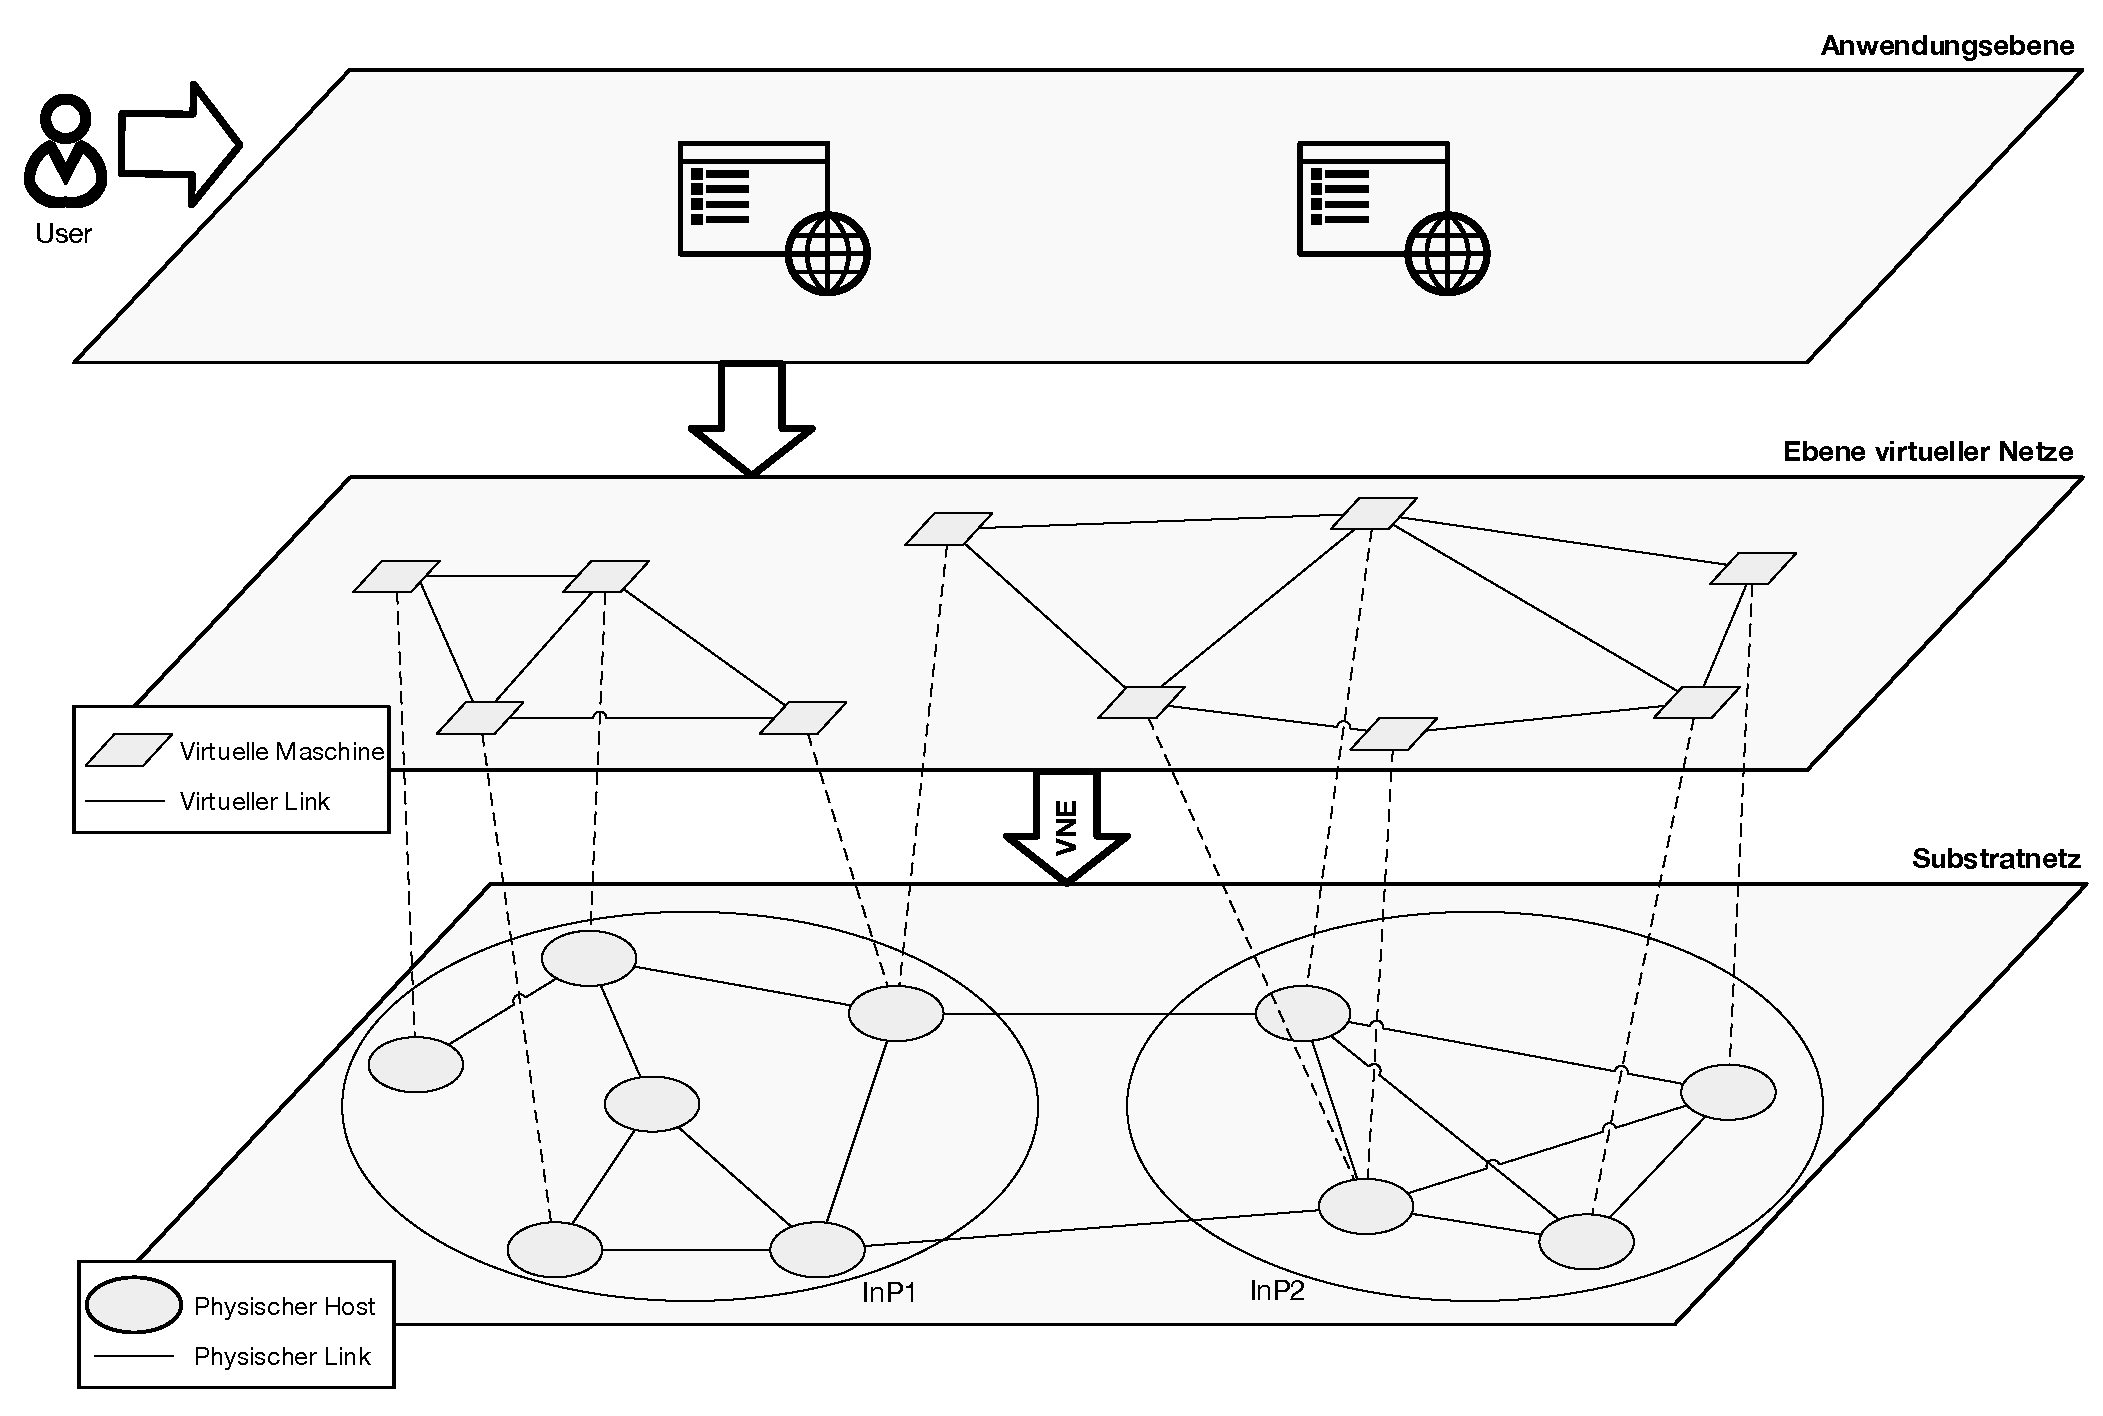 Anwendungsebene
User
Ebene virtueller Netze
Virtuelle Maschine
Virtueller Link
VNE
Substratnetz
InP1
InP2
Physischer Host
Physischer Link